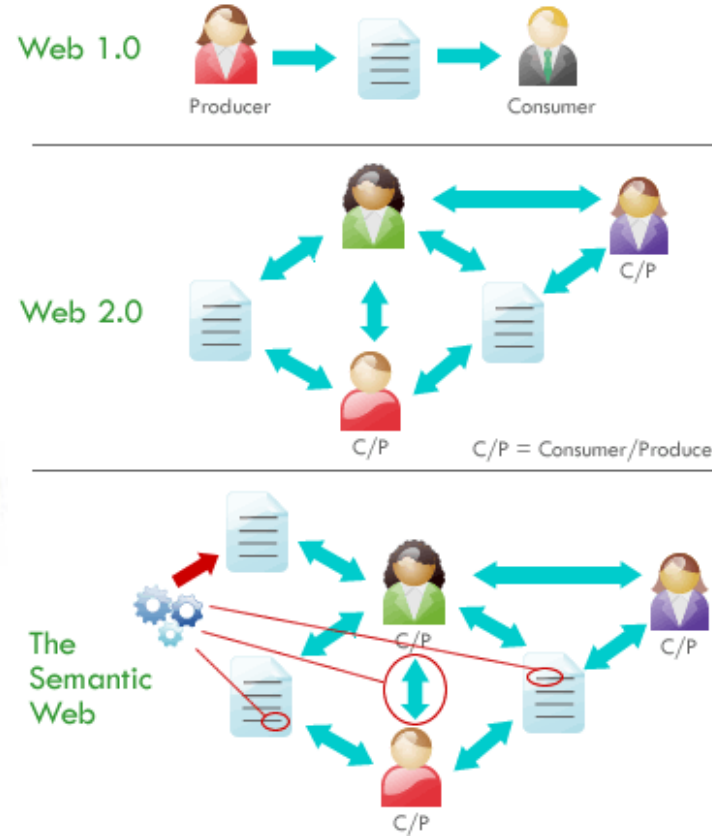 Web 1.0
Producer
Consumer
Web 2.0
C/P
C/P
C/P = Consumer/Produce
C/P
C/P
The
Semantic
Web
C/P